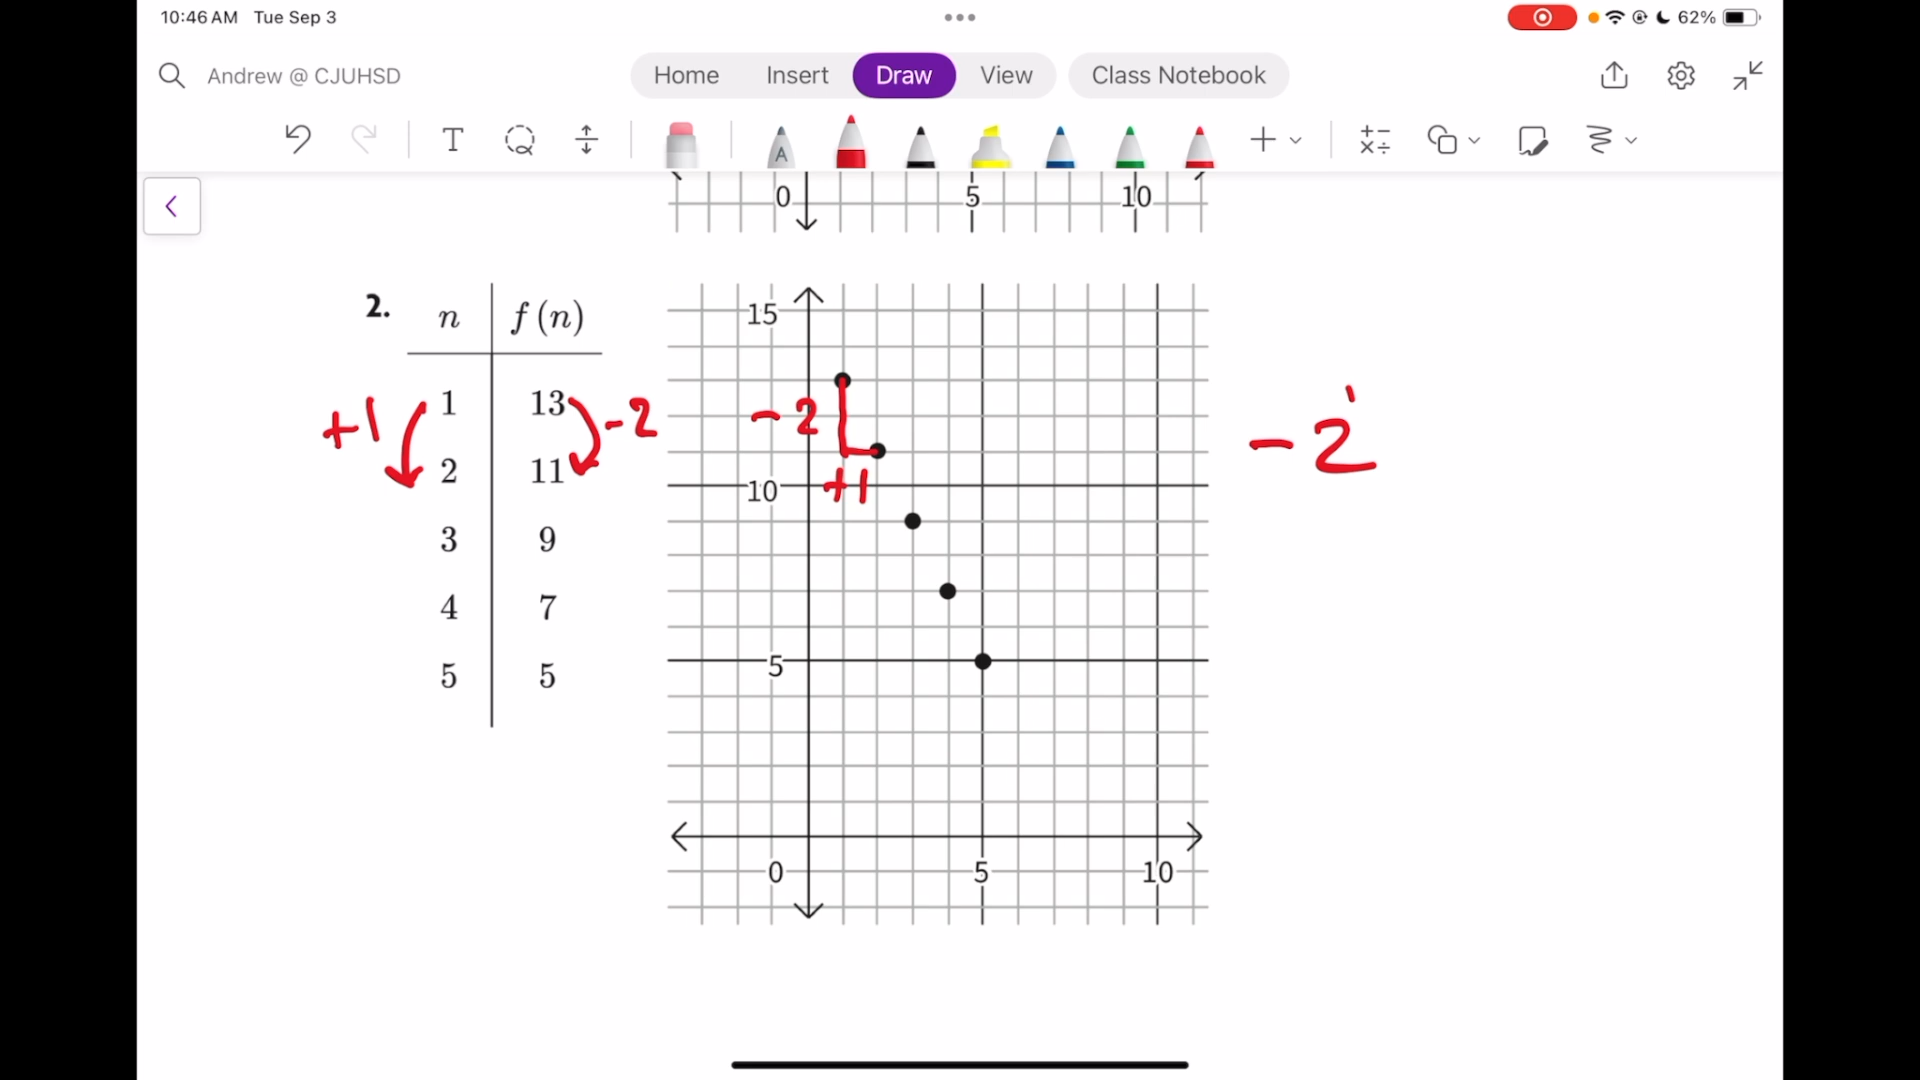 10:46 AM Tue Sep 3
62%
Andrew @ CJUHSD
Home Insert Draw View Class Notebook
T
A
0 5 10
2. n f (n)
1 13
2 11
3 9
4 7
5 5
+1
-2
15
10
5
0 5 10
- 2
+1
- 2